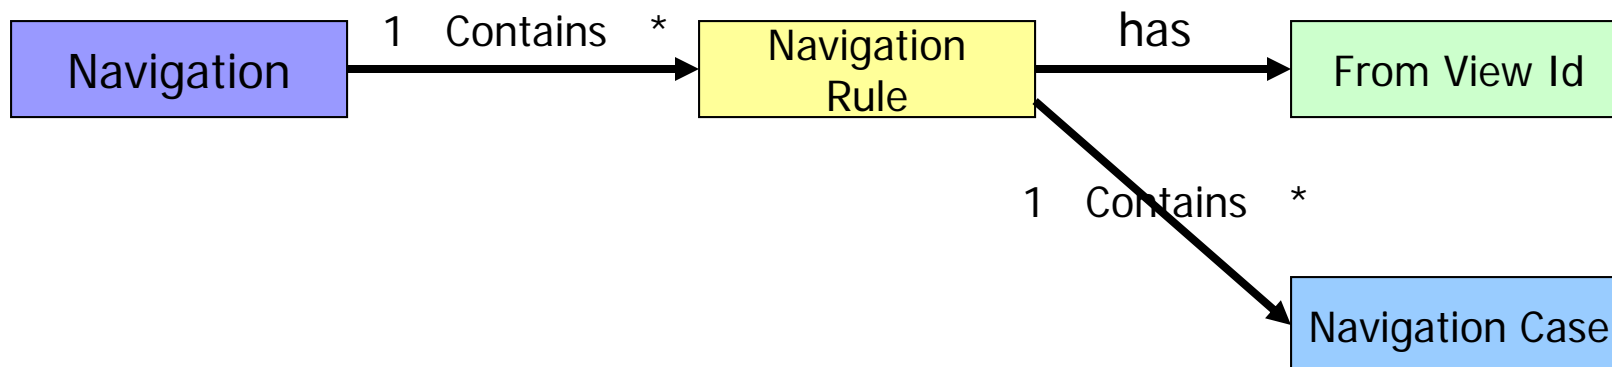 Navigation
1 Contains *
Navigation
Rule
has
From View Id
1 Contains *
Navigation Case